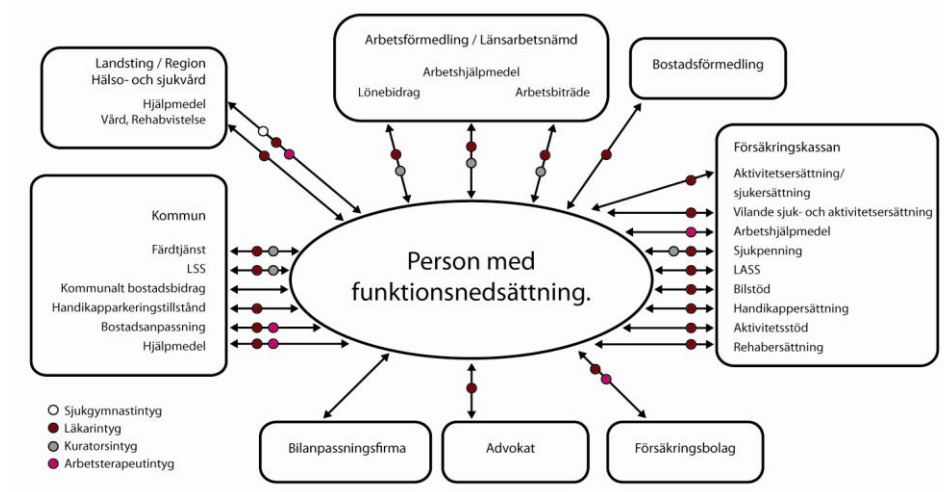 Landsting / Region
Hälso- och sjukvård
Hjälpmedel
Vård, Rehabvistelse
Arbetsförmedling / Länsarbetsnämd
Arbetshjälpmedel
Lönebidrag
Arbetsbiträde
Bostadsförmedling
Försäkringskassan
Aktivitetsersättning/
sjukersättning
Vilande sjuk- och aktivitetsersättning
Arbetshjälpmedel
Sjukpenning
LASS
Bilstöd
Handikappersättning
Aktivitetsstöd
Rehabersättning
Kommun
Färdtjänst
LSS
Kommunalt bostadsbidrag
Handikapparkeringstillstånd
Bostadsanpassning
Hjälpmedel
Person med
funktionsnedsättning.
Sjukgymnastintyg
Läkarintyg
Kuratorsintyg
Arbetsterapeutintyg
Bilanpassningsfirma
Advokat
Försäkringsbolag